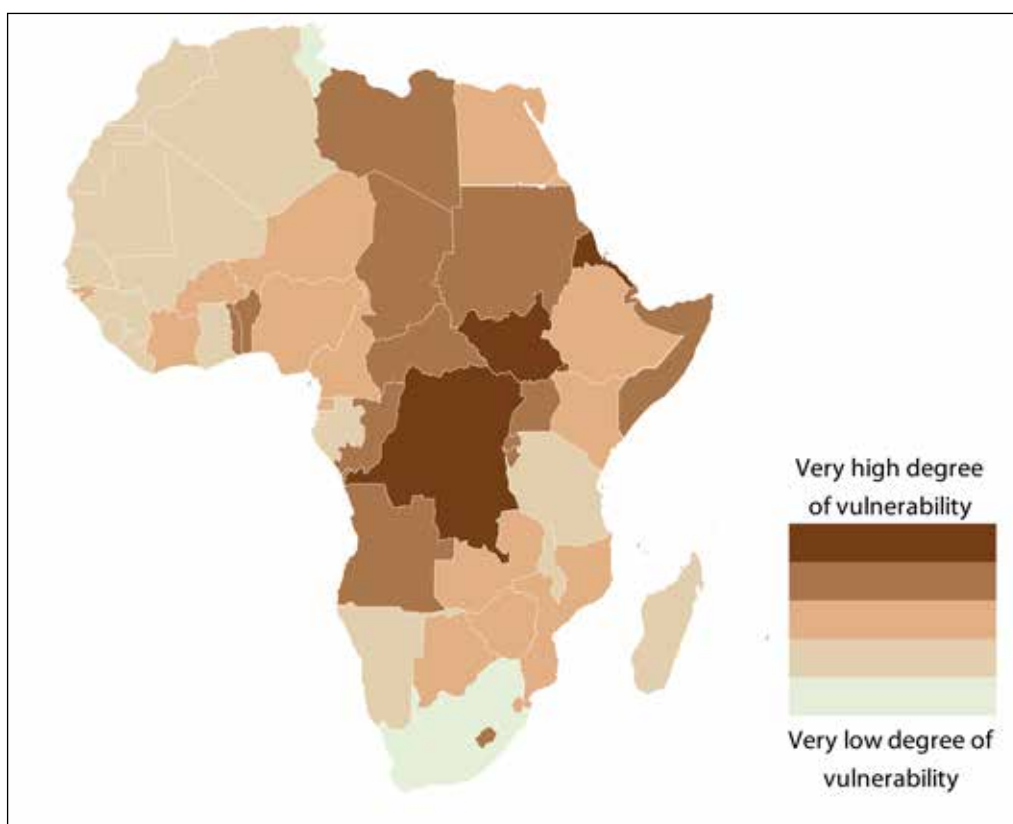 Very high degree
of vulnerability
Very low degree of
vulnerability